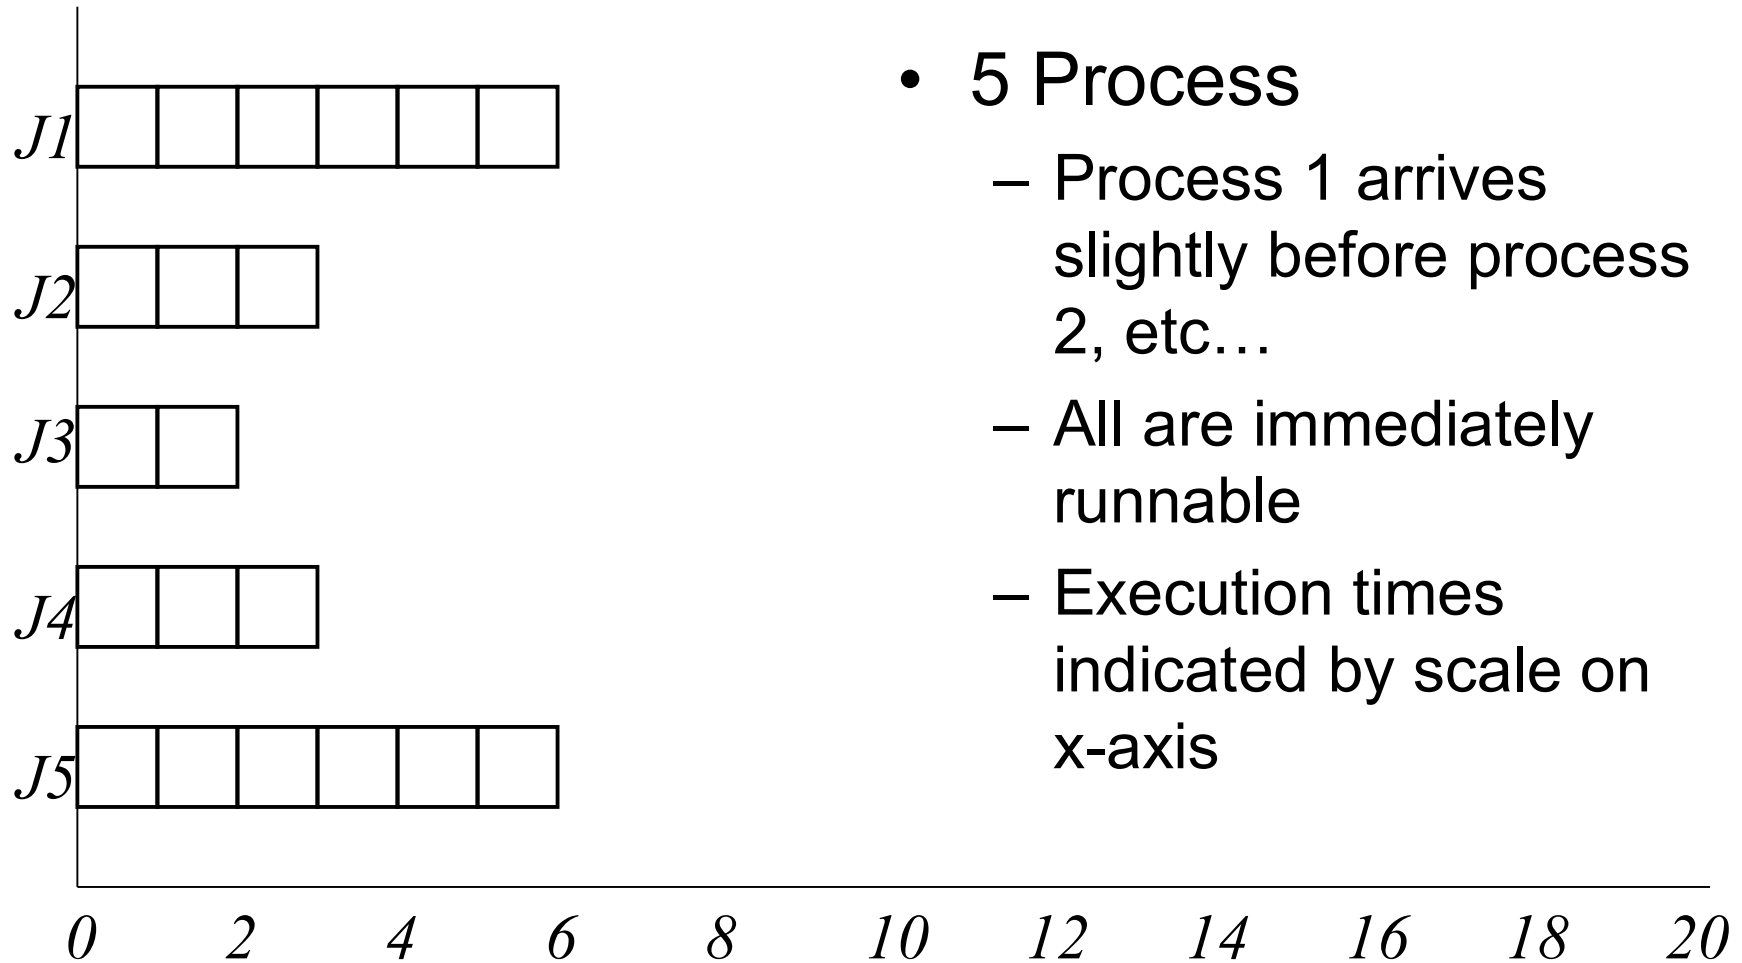 J1
J2
J3
J4
J5
0 2 4 6 8 10 12 14 16 18 20
• 5 Process
– Process 1 arrives
slightly before process
2, etc…
– All are immediately
runnable
– Execution times
indicated by scale on
x-axis